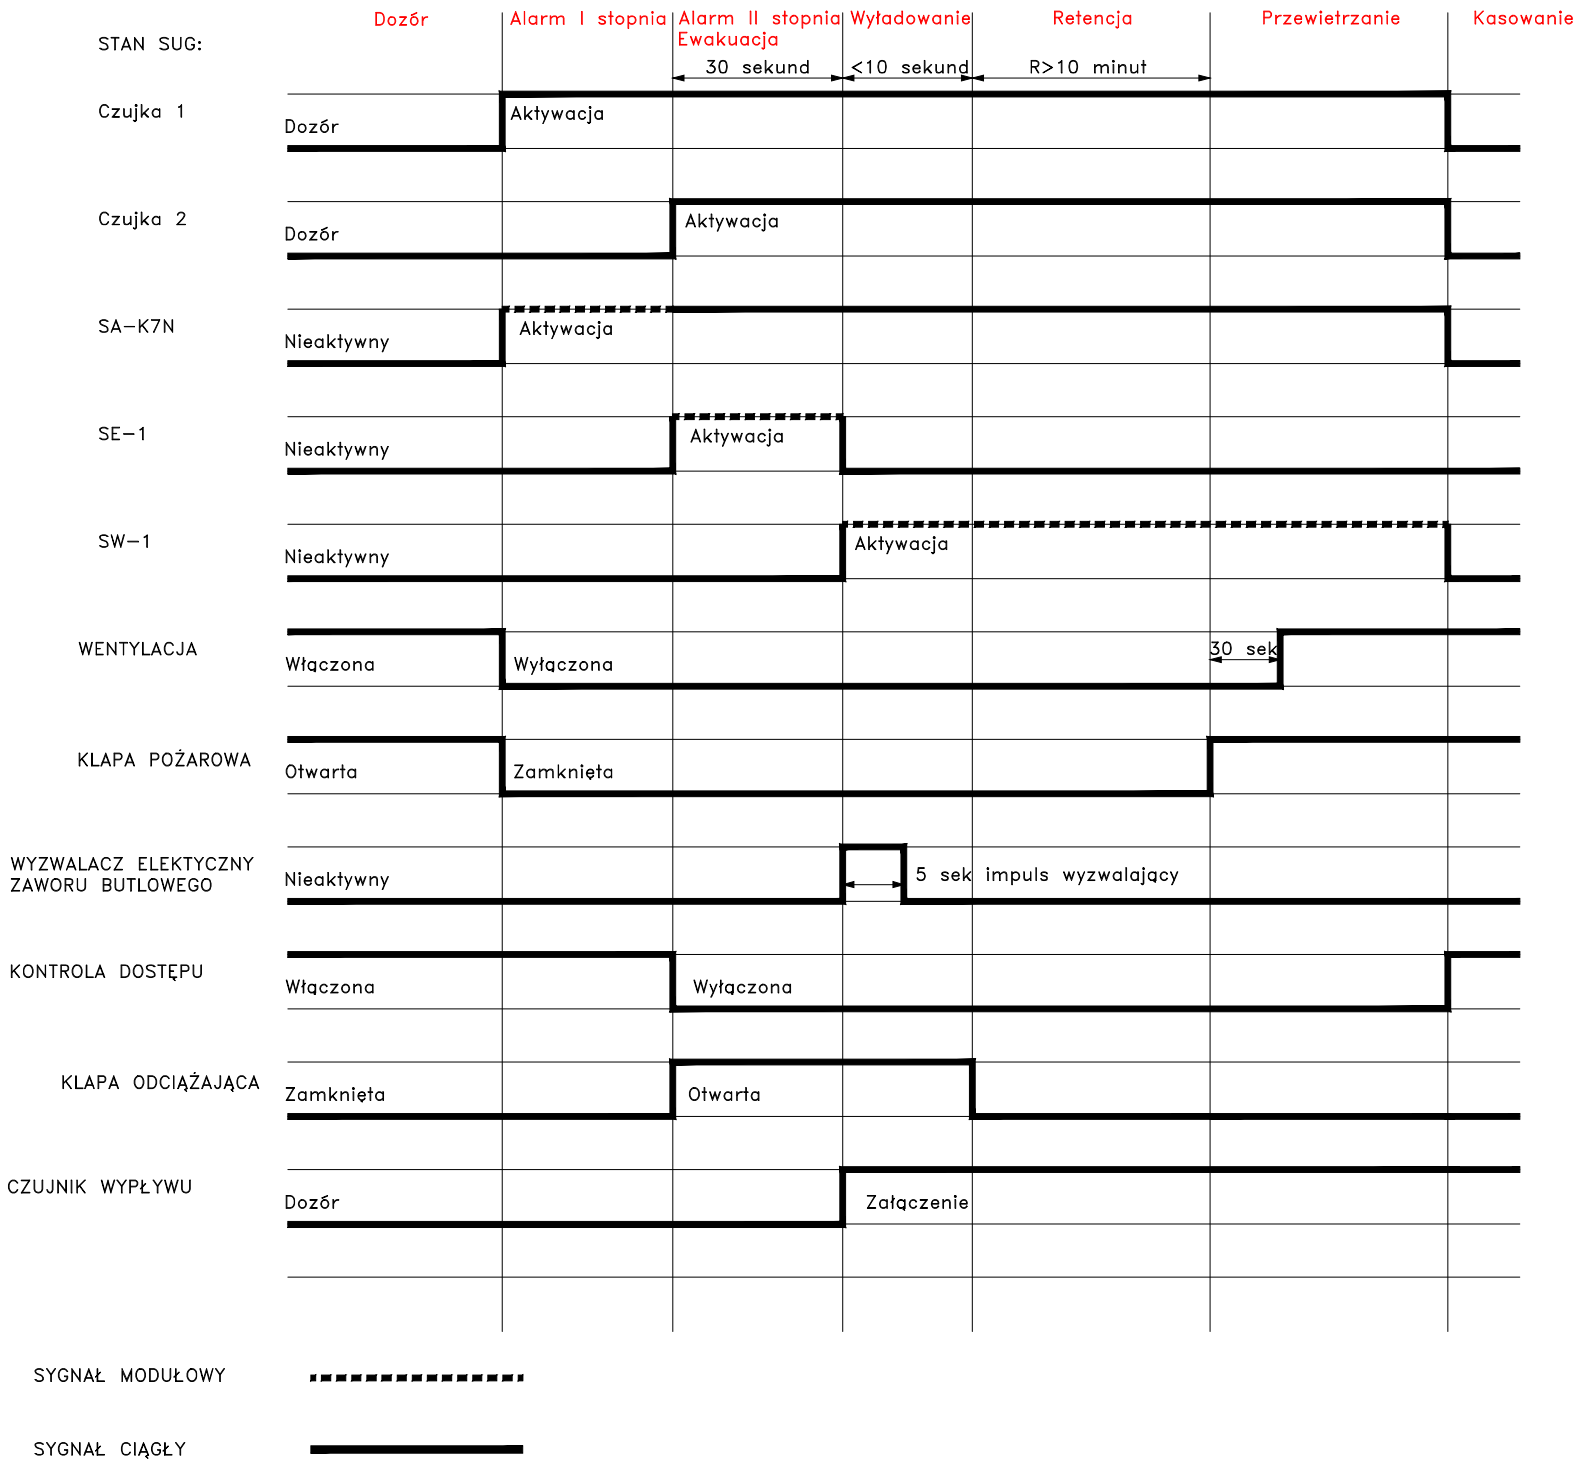 Dozór Alarm I stopnia Alarm II stopnia Wyładowanie Retencja Przewietrzanie Kasowanie
Ewakuacja
STAN SUG:
30 sekund <10 sekund R>10 minut
Czujka 1
Aktywacja
Dozór
Czujka 2
Aktywacja
Dozór
SA-K7N
Aktywacja
Nieaktywny
SE-1
Aktywacja
Nieaktywny
SW-1
Aktywacja
Nieaktywny
WENTYLACJA
30 sek
Włączona Wyłączona
KLAPA POŻAROWA
Otwarta Zamknięta
WYZWALACZ ELEKTYCZNY
ZAWORU BUTLOWEGO
Nieaktywny 5 sek impuls wyzwalający
KONTROLA DOSTĘPU
Włączona Wyłączona
KLAPA ODCIĄŻAJĄCA
Zamknięta Otwarta
CZUJNIK WYPŁYWU
Dozór Załączenie
SYGNAŁ MODUŁOWY
SYGNAŁ CIĄGŁY